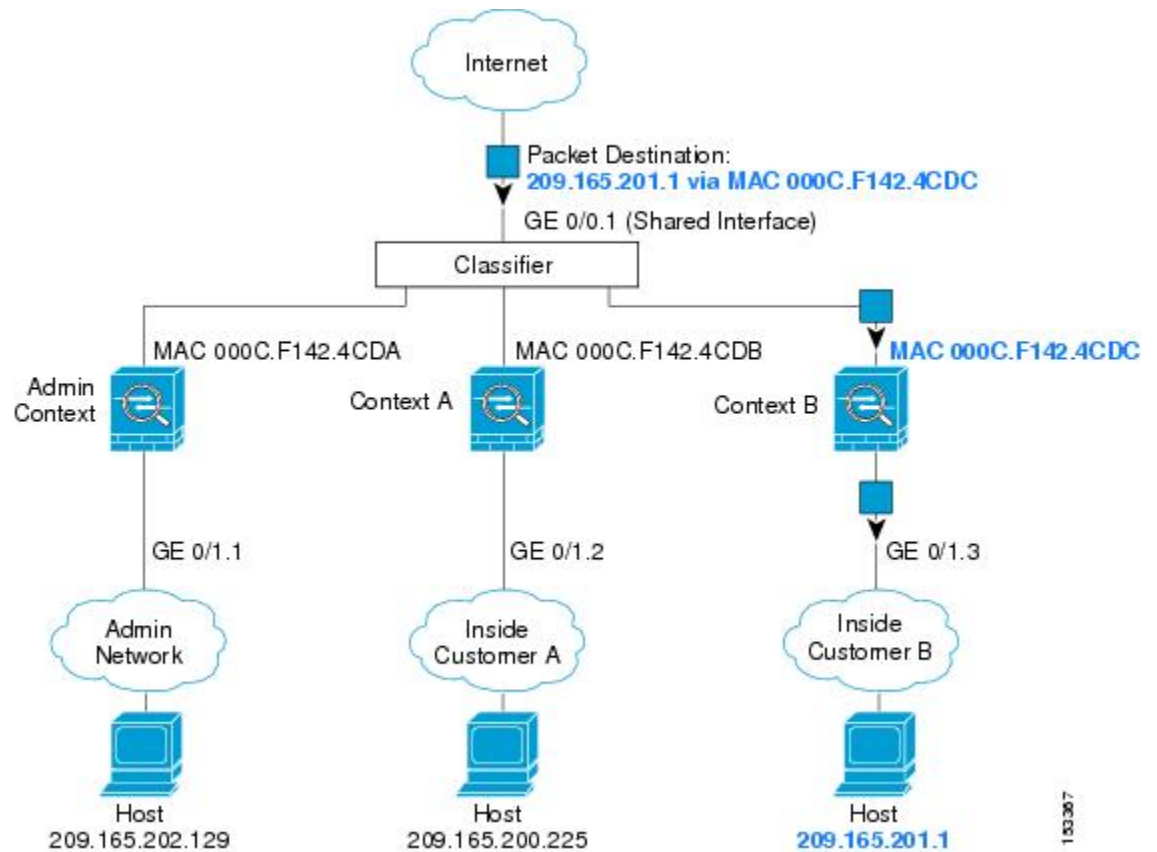 Internet
Packet Destination:
209.165.201.1 via MAC 000C.F142.4CDC
GE 0/0.1 (Shared Interface)
Classifier
MAC 000C.F142.4CDA
MAC 000C.F142.4CDB
MAC 000C.F142.4CDC
Admin
Context
Context A
Context B
GE 0/1.1
GE 0/1.2
GE 0/1.3
Admin
Network
Inside
Customer A
Inside
Customer B
Host
209.165.202.129
Host
209.165.200.225
Host
209.165.201.1
153367